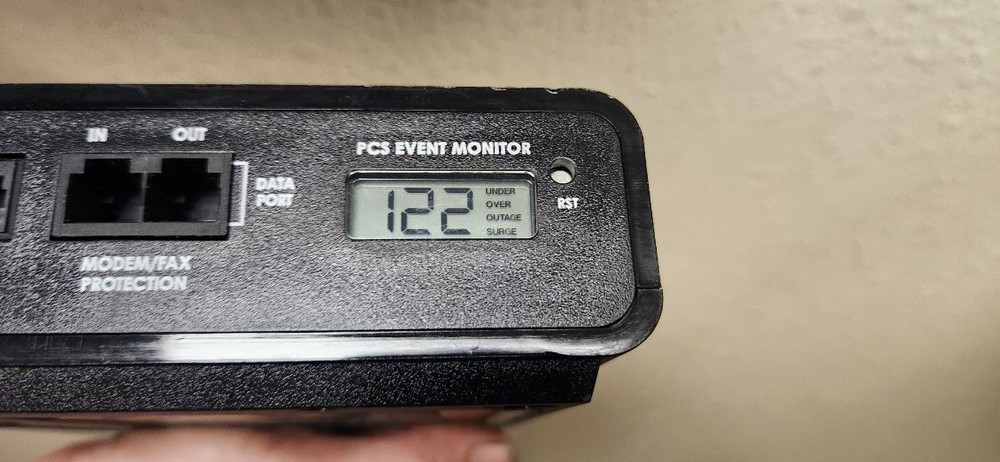 IN OUT
DATA
PORT
MODEM/FAX
PROTECTION
PCS EVENT MONITOR
122
UNDER
OVER
OUTAGE
SURGE
RST